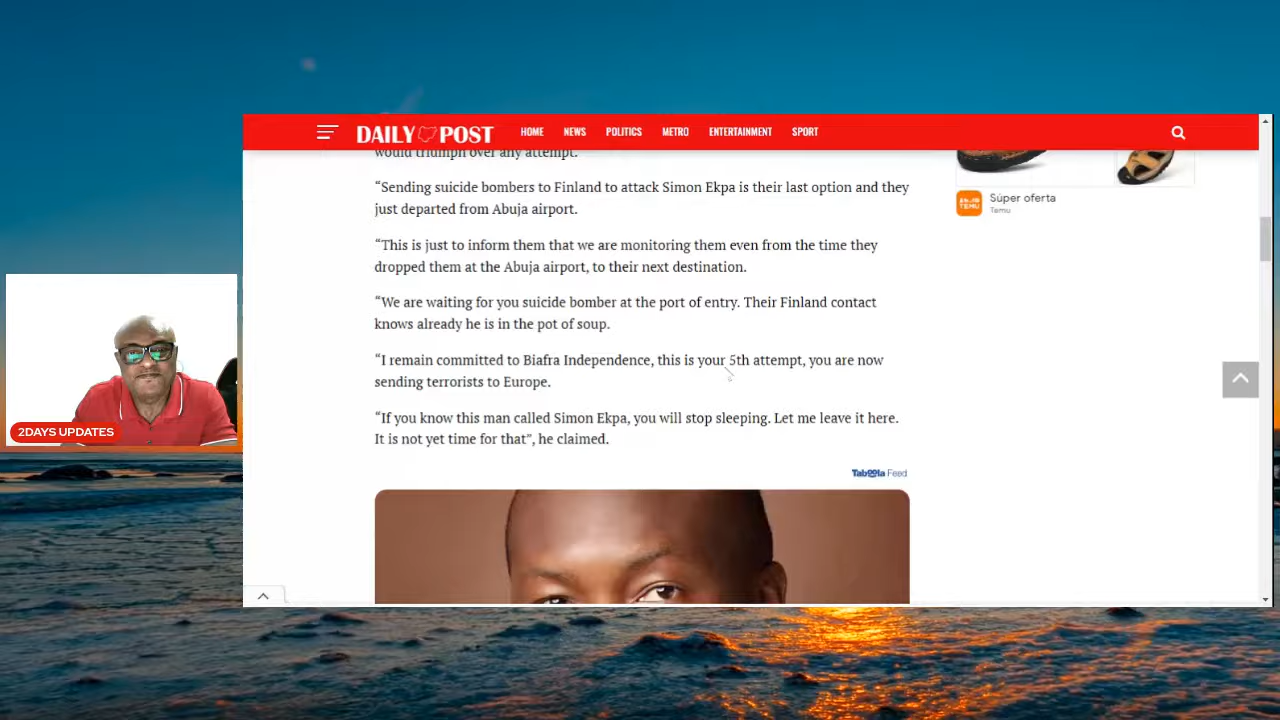 DAILY POST
HOME NEWS POLITICS METRO ENTERTAINMENT SPORT
would triumph over any attempt.
“Sending suicide bombers to Finland to attack Simon Ekpa is their last option and they
just departed from Abuja airport.
“This is just to inform them that we are monitoring them even from the time they
dropped them at the Abuja airport, to their next destination.
“We are waiting for you suicide bomber at the port of entry. Their Finland contact
knows already he is in the pot of soup.
“I remain committed to Biafra Independence, this is your 5th attempt, you are now
sending terrorists to Europe.
“If you know this man called Simon Ekpa, you will stop sleeping. Let me leave it here.
It is not yet time for that”, he claimed.
Taboola Feed
TEMU
Súper oferta
Temu
2DAYS UPDATES